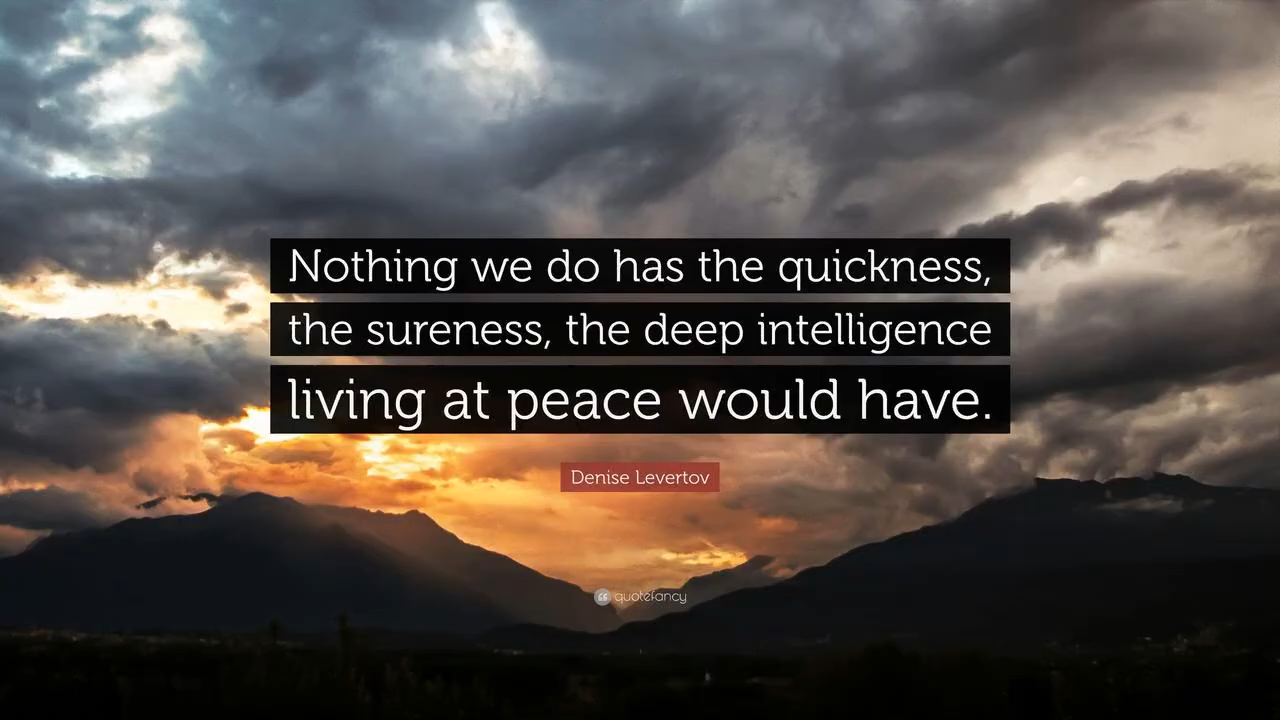 Nothing we do has the quickness,
the sureness, the deep intelligence
living at peace would have.
Denise Levertov
quotefancy